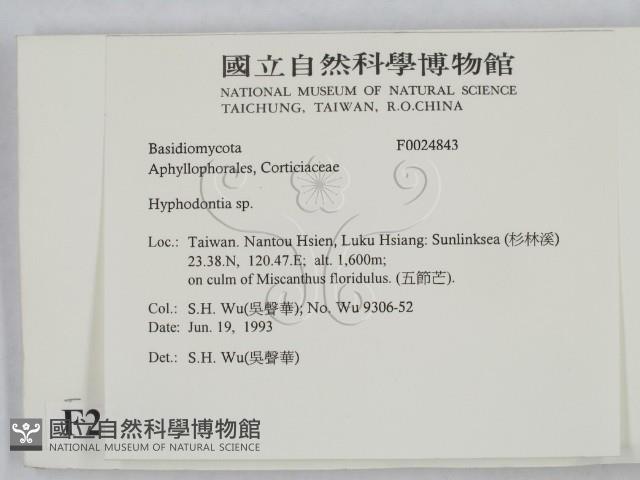 國立自然科學博物館
NATIONAL MUSEUM OF NATURAL SCIENCE
TAICHUNG, TAIWAN, R.O.CHINA
Basidiomycota F0024843
Aphyllophorales, Corticiaceae
Hyphodontia sp.
Loc.: Taiwan. Nantou Hsien, Luku Hsiang: Sunlinksea (杉林溪)
23.38.N, 120.47.E; alt. 1,600m;
on culm of Miscanthus floridulus. (五節芒).
Col.: S.H. Wu(吳聲華); No. Wu 9306-52
Date: Jun. 19, 1993
Det.: S.H. Wu(吳聲華)
F2
國立自然科學博物館
NATIONAL MUSEUM OF NATURAL SCIENCE